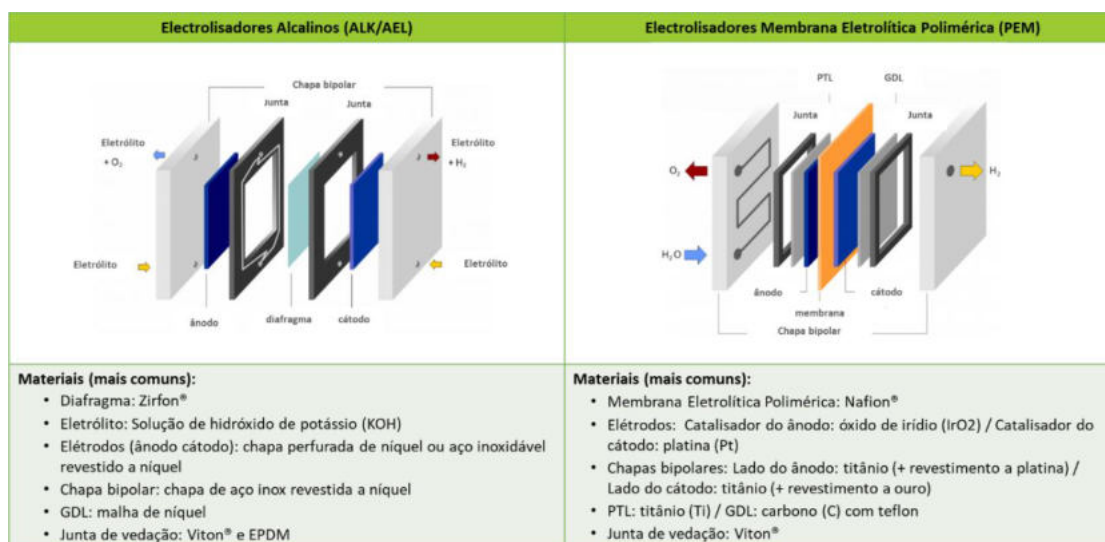 Electrolisadores Alcalinos (ALK/AEL)
Chapa bipolar
Junta
Junta
Eletrólito
+ O₂
Eletrólito
+ H₂
Eletrólito
Eletrólito
ânodo
diafragma
cátodo
Materiais (mais comuns):
• Diafragma: Zirfon®
• Eletrólito: Solução de hidróxido de potássio (KOH)
• Elétrodos (ânodo cátodo): chapa perfurada de níquel ou aço inoxidável
revestido a níquel
• Chapa bipolar: chapa de aço inox revestida a níquel
• GDL: malha de níquel
• Junta de vedação: Viton® e EPDM
Electrolisadores Membrana Eletrolítica Polimérica (PEM)
PTL
GDL
Junta
Junta
O₂
H₂
H₂O
ânodo
cátodo
membrana
Chapa bipolar
Materiais (mais comuns):
• Membrana Eletrolítica Polimérica: Nafion®
• Elétrodos: Catalisador do ânodo: óxido de irídio (IrO2) / Catalisador do
cátodo: platina (Pt)
• Chapas bipolares: Lado do ânodo: titânio (+ revestimento a platina) /
Lado do cátodo: titânio (+ revestimento a ouro)
• PTL: titânio (Ti) / GDL: carbono (C) com teflon
• Junta de vedação: Viton®